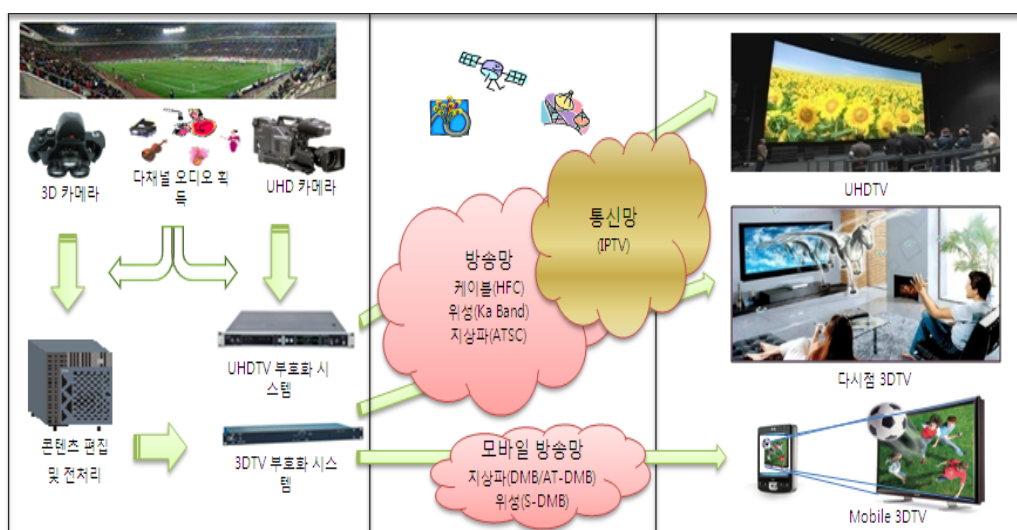 3D 카메라
다채널 오디오 획
득
UHD 카메라
UHDTV 부호화 시
스템
콘텐츠 편집
및 전처리
3DTV 부호화 시스
템
방송망
케이블(HFC)
위성(Ka Band)
지상파(ATSC)
통신망
(IPTV)
모바일 방송망
지상파(DMB/AT-DMB)
위성(S-DMB)
UHDTV
다시점 3DTV
Mobile 3DTV